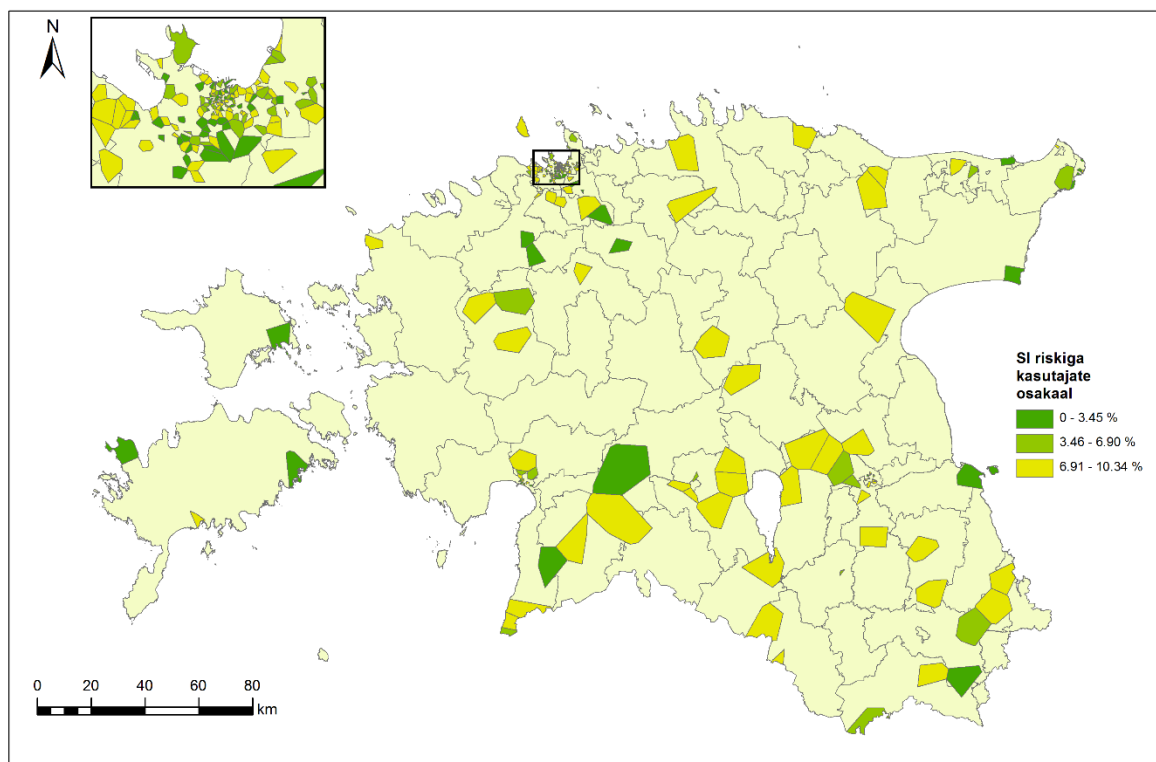 N
SI riskiga
kasutajate
osakaal
0 - 3.45 %
3.46 - 6.90 %
6.91 - 10.34 %
0 20 40 60 80
km